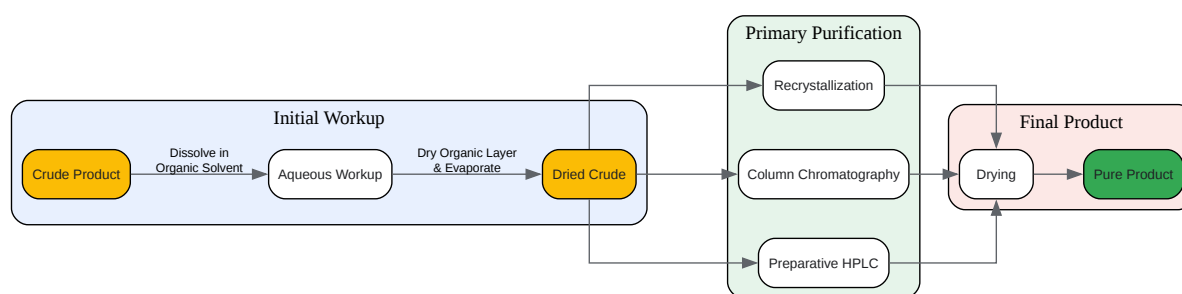 Primary Purification
Recrystallization
Initial Workup
Final Product
Crude Product
Dissolve in
Organic Solvent
Aqueous Workup
Dry Organic Layer
& Evaporate
Dried Crude
Column Chromatography
Drying
Pure Product
Preparative HPLC